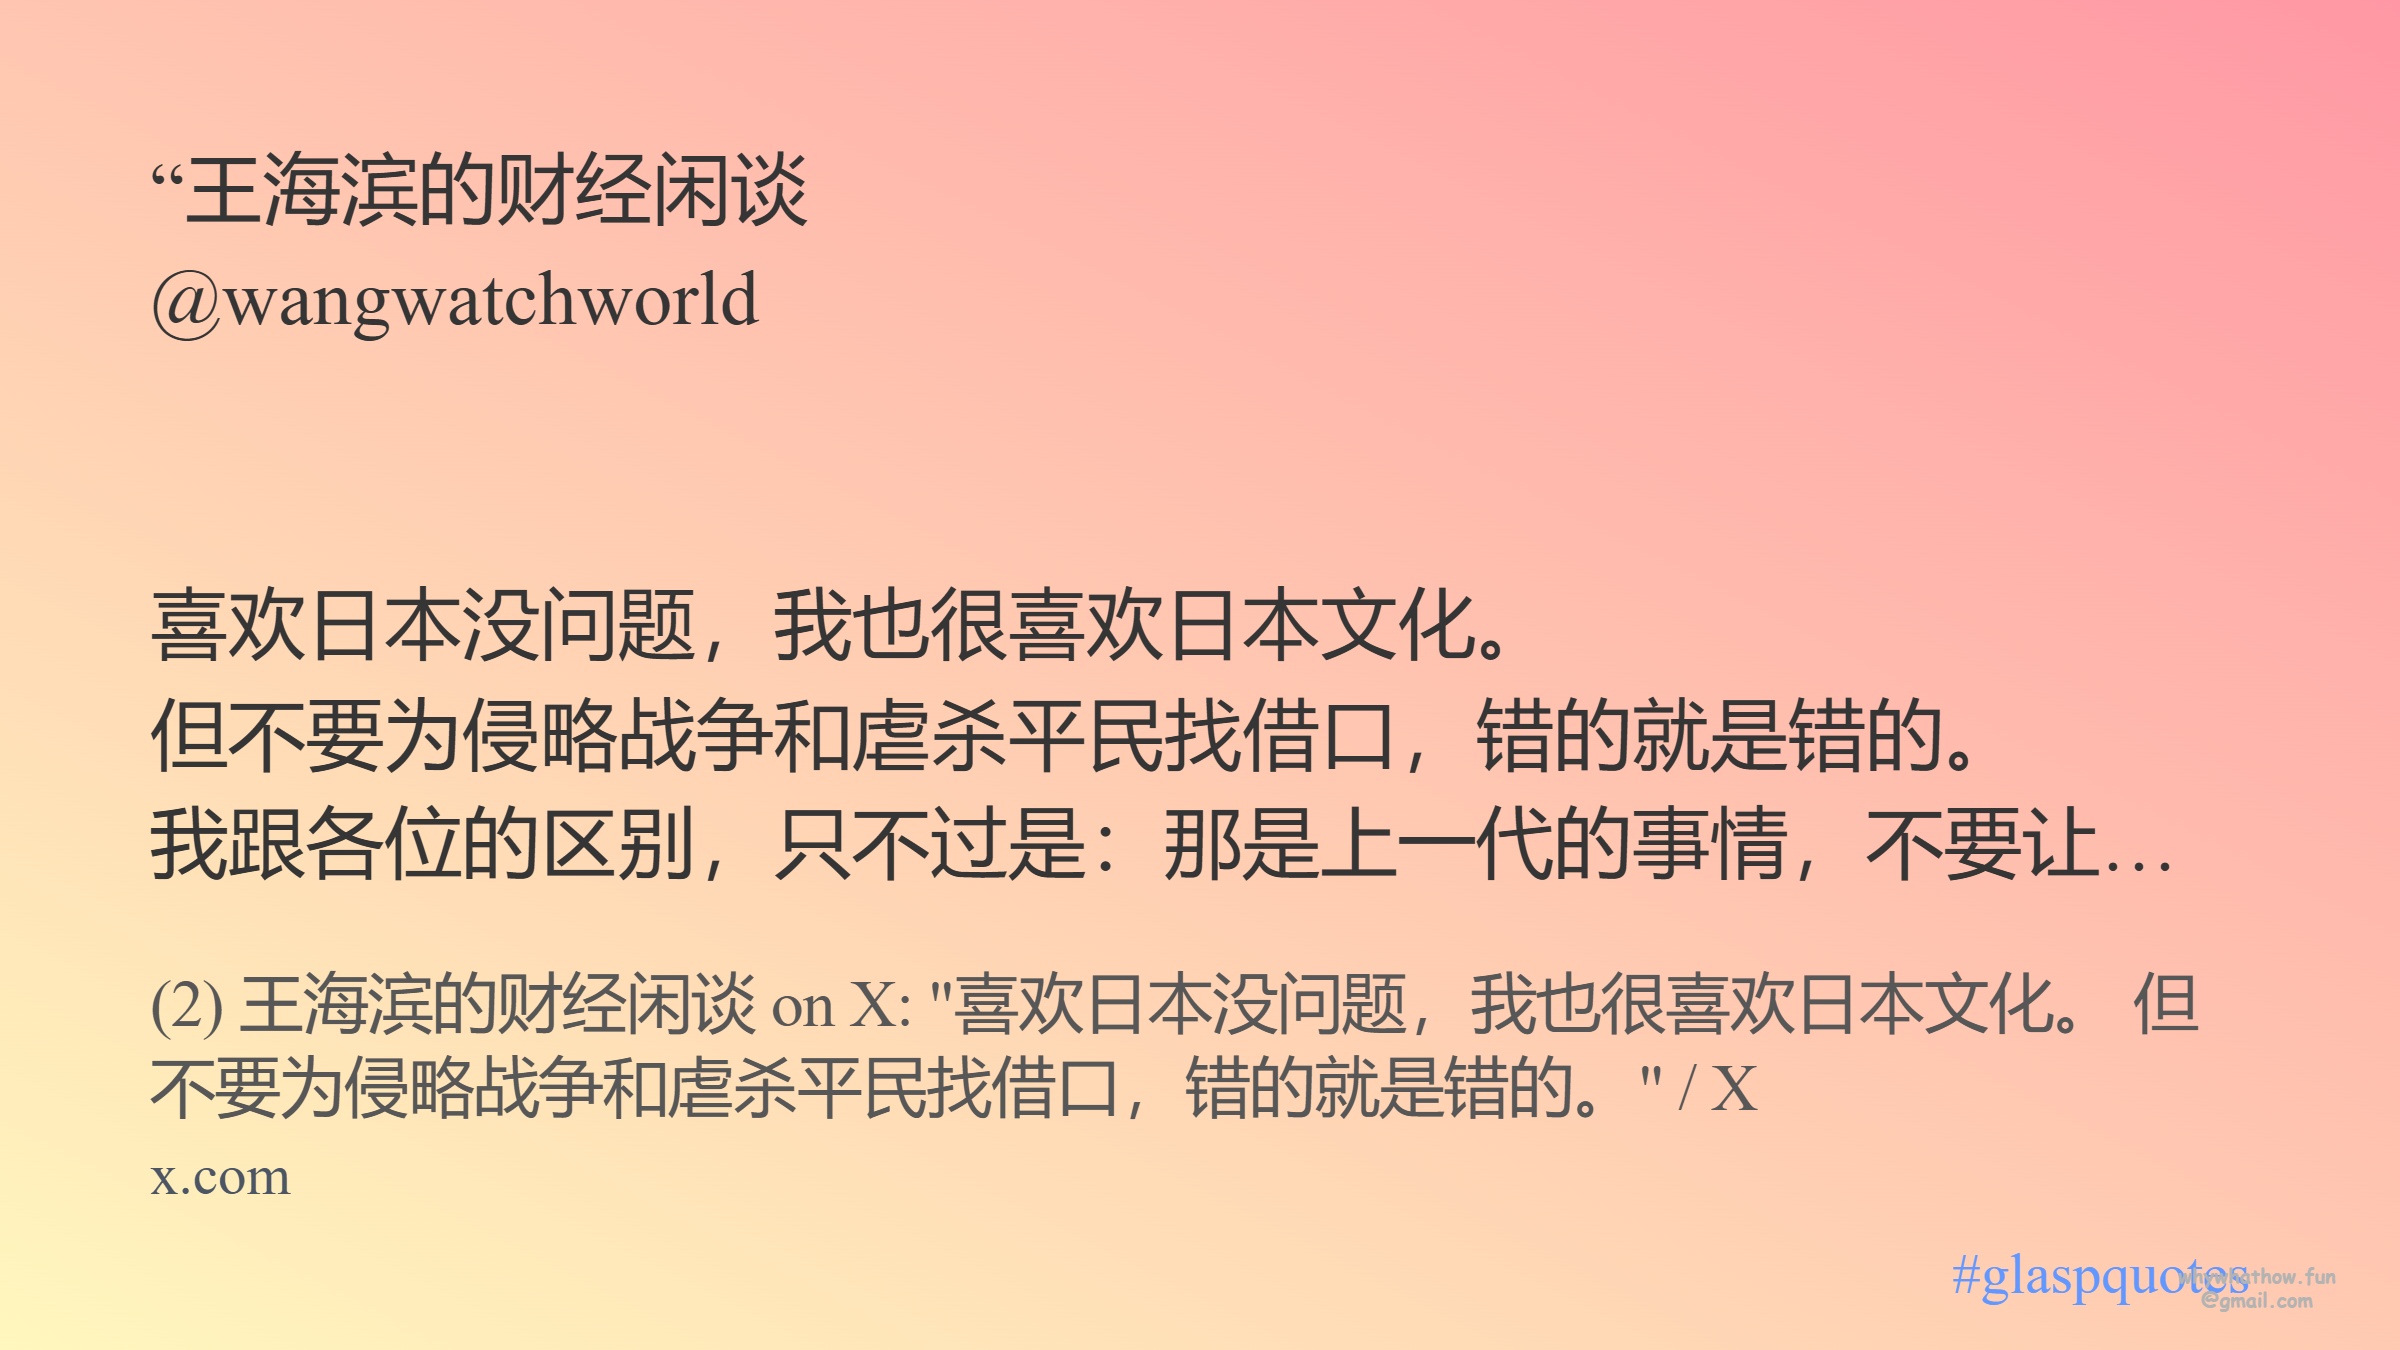 “王海滨的财经闲谈
@wangwatchworld
喜欢日本没问题，我也很喜欢日本文化。
但不要为侵略战争和虐杀平民找借口，错的就是错的。
我跟各位的区别，只不过是：那是上一代的事情，不要让…
(2) 王海滨的财经闲谈 on X: "喜欢日本没问题，我也很喜欢日本文化。 但
不要为侵略战争和虐杀平民找借口，错的就是错的。" / X
x.com
#glaspquotes
whywhathow.fun
@gmail.com